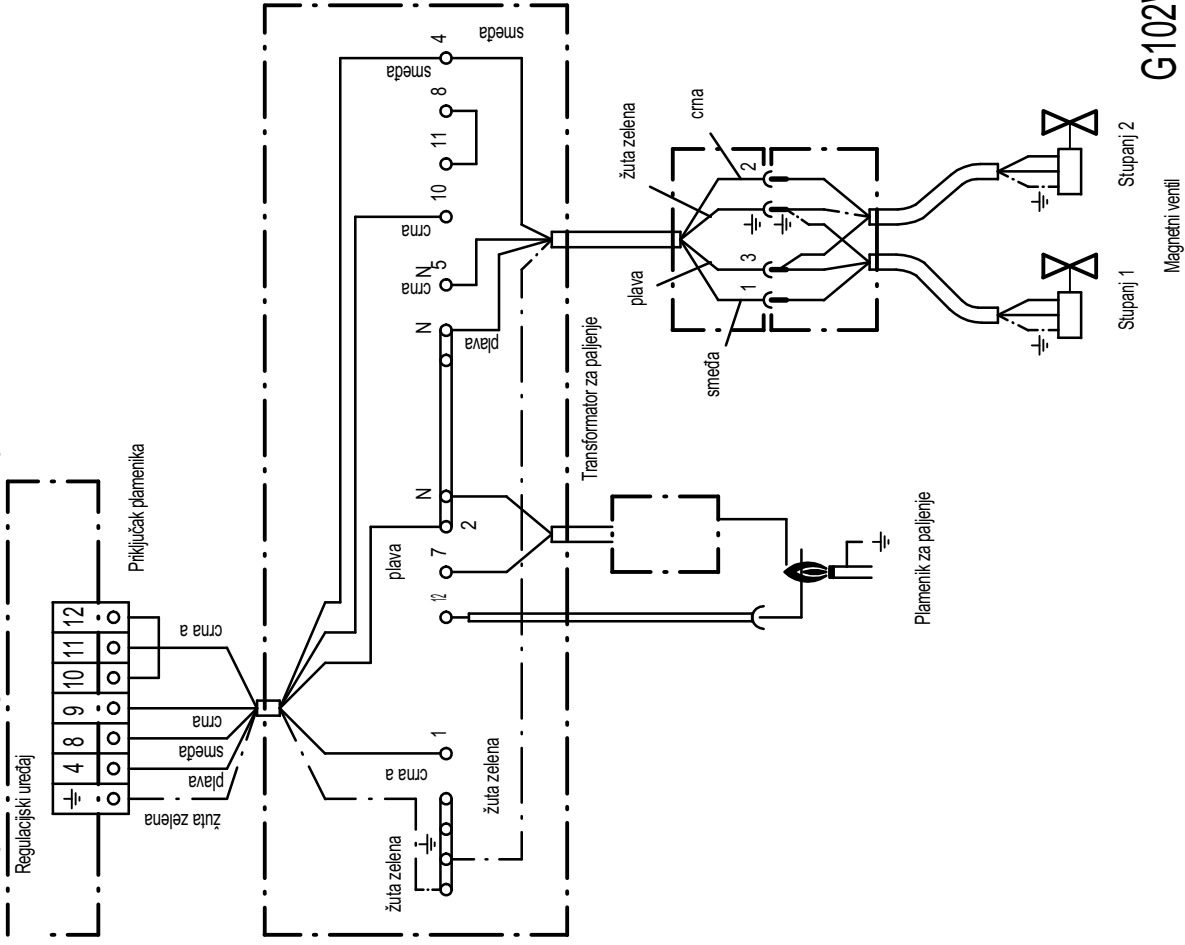 Regulacijski uređaj
4 8 9 10 11 12
Priključak plamenika
žuta zelena
plava
smeđa
crna
crna a
žuta zelena
crna a
1
žuta zelena
12
7
2
N
plava
N
plava
5
N
crna
10
crna
11
8
4
smeđa
smeđa
Transformator za paljenje
Plamenik za paljenje
smeđa
plava
žuta zelena
crna
1
3
2
Stupanj 1
Stupanj 2
Magnetni ventil